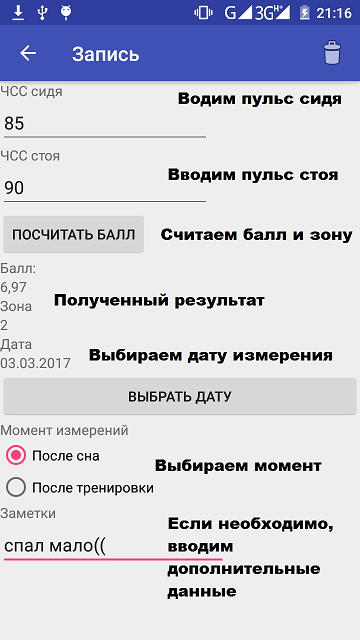 G 3G H+ 21:16
Запись
ЧСС сидя
Водим пульс сидя
85
ЧСС стоя
Вводим пульс стоя
90
ПОСЧИТАТЬ БАЛЛ
Считаем балл и зону
Балл:
6,97
Полученный результат
Зона
2
Дата
Выбираем дату измерения
03.03.2017
ВЫБРАТЬ ДАТУ
Момент измерений
После сна
Выбираем момент
После тренировки
Заметки
Если необходимо,
спал мало((
вводим
дополнительные
данные